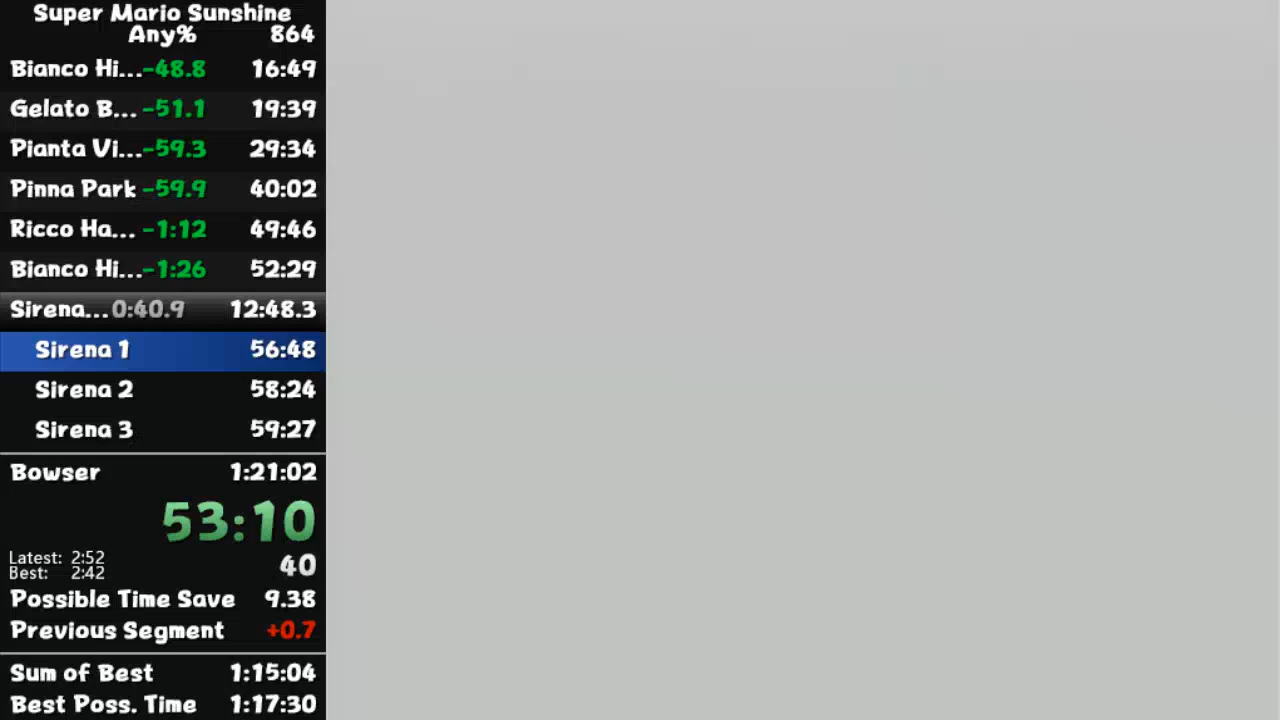 Super Mario Sunshine
Any% 864
Bianco Hi... -48.8 16:49
Gelato B... -51.1 19:39
Pianta Vi... -59.3 29:34
Pinna Park -59.9 40:02
Ricco Ha... -1:12 49:46
Bianco Hi... -1:26 52:29
Sirena... 0:40.9 12:48.3
Sirena 1 56:48
Sirena 2 58:24
Sirena 3 59:27
Bowser 1:21:02
53:10
Latest: 2:52
Best: 2:42
40
Possible Time Save 9.38
Previous Segment +0.7
Sum of Best 1:15:04
Best Poss. Time 1:17:30